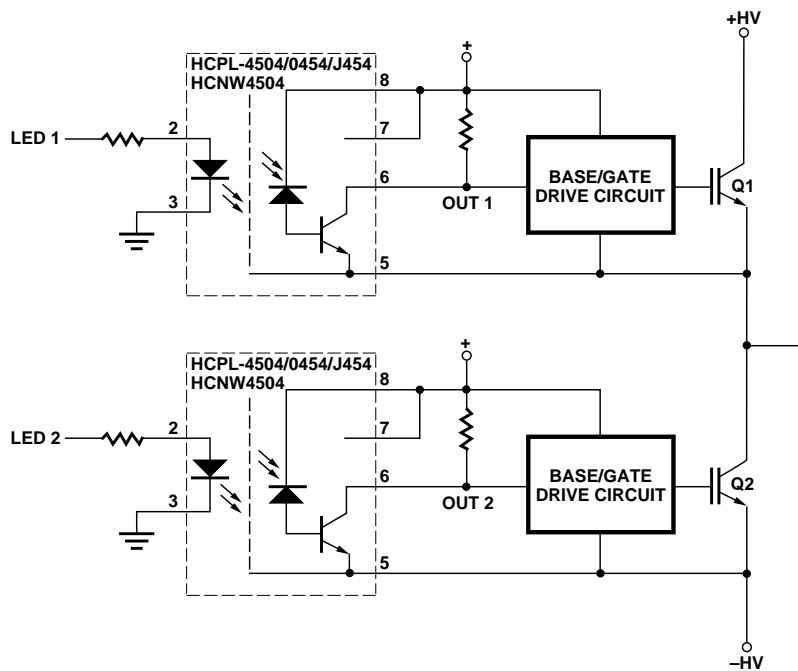 +HV
HCPL-4504/0454/J454
HCNW4504
+
8
LED 1
2
7
BASE/GATE
DRIVE CIRCUIT
Q1
3
6
OUT 1
5
HCPL-4504/0454/J454
HCNW4504
+
8
LED 2
2
7
BASE/GATE
DRIVE CIRCUIT
Q2
3
6
OUT 2
5
–HV